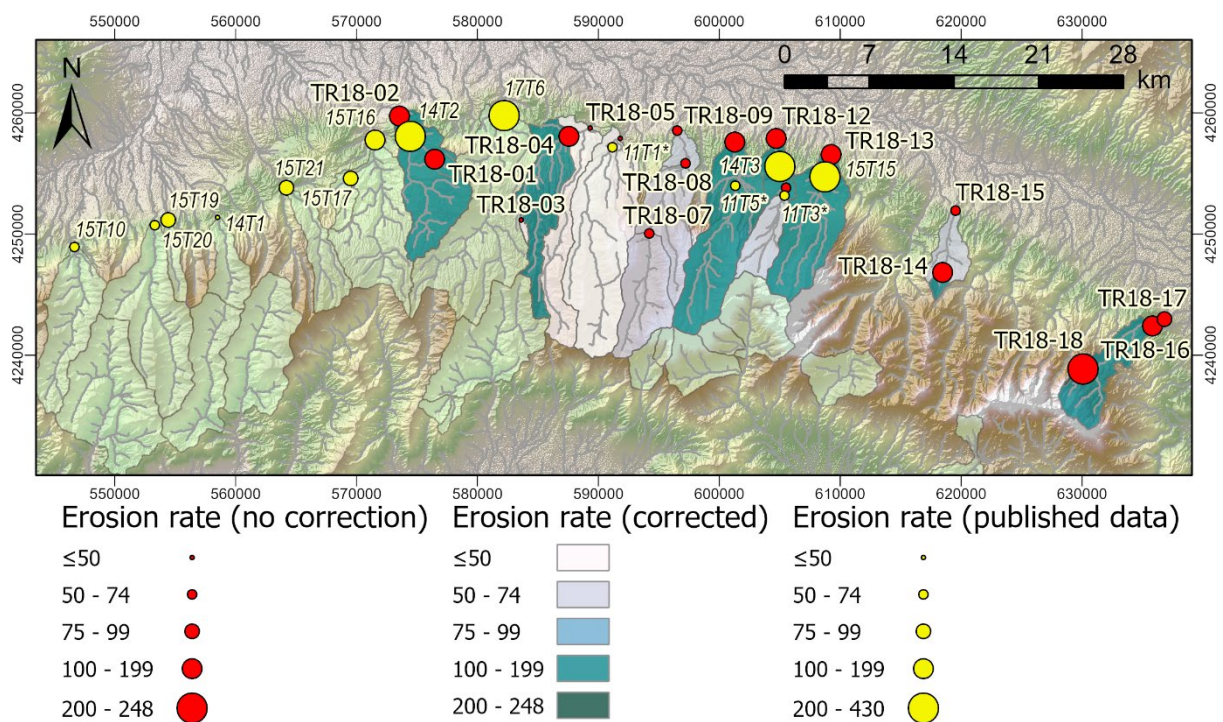 550000 560000 570000 580000 590000 600000 610000 620000 630000
0 7 14 21 28
km
N
4260000 4260000
4250000 4250000
4240000 4240000
TR18-02
14T2
17T6
TR18-05
TR18-09
TR18-12
15T16
TR18-04
11T1*
TR18-13
15T21
TR18-01
14T3
15T15
15T19
15T17
TR18-08
TR18-03
11T5*
11T3*
TR18-15
15T10
14T1
15T20
TR18-07
TR18-14
TR18-17
TR18-18
TR18-16
550000 560000 570000 580000 590000 600000 610000 620000 630000
Erosion rate (no correction)
≤50
50 - 74
75 - 99
100 - 199
200 - 248
Erosion rate (corrected)
≤50
50 - 74
75 - 99
100 - 199
200 - 248
Erosion rate (published data)
≤50
50 - 74
75 - 99
100 - 199
200 - 430